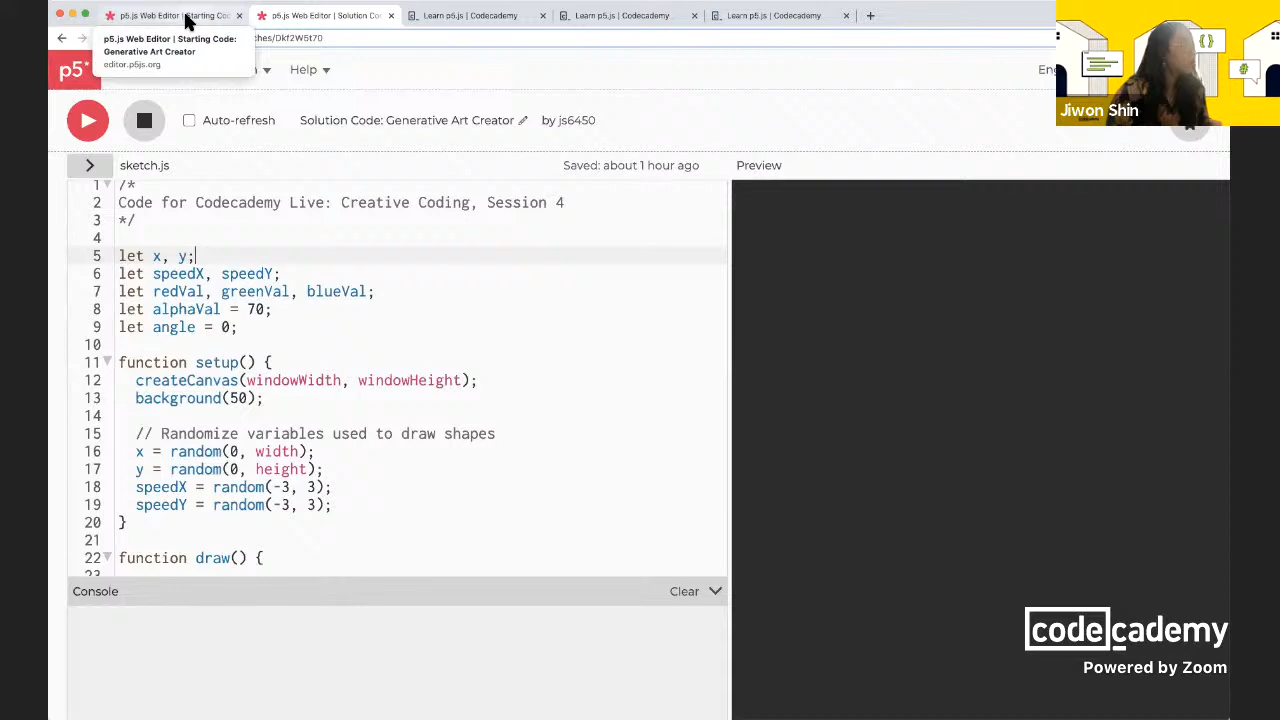 p5.js Web Editor | Starting Co
p5.js Web Editor | Solution Co
Learn p5.js | Codecademy
Learn p5.js | Codecademy
Learn p5.js | Codecademy
p5.js Web Editor | Starting Code:
Generative Art Creator
editor.p5js.org
ches/Dkf2W5t70
p5*
Help
Auto-refresh
Solution Code: Generative Art Creator
by js6450
Jiwon Shin
sketch.js
Saved: about 1 hour ago
Preview
1 /*
2 Code for Codecademy Live: Creative Coding, Session 4
3 */
4
5 let x, y;
6 let speedX, speedY;
7 let redVal, greenVal, blueVal;
8 let alphaVal = 70;
9 let angle = 0;
10
11 function setup() {
12 createCanvas(windowWidth, windowHeight);
13 background(50);
14
15 // Randomize variables used to draw shapes
16 x = random(0, width);
17 y = random(0, height);
18 speedX = random(-3, 3);
19 speedY = random(-3, 3);
20 }
21
22 function draw() {
23
Console
Clear
codecademy
Powered by Zoom